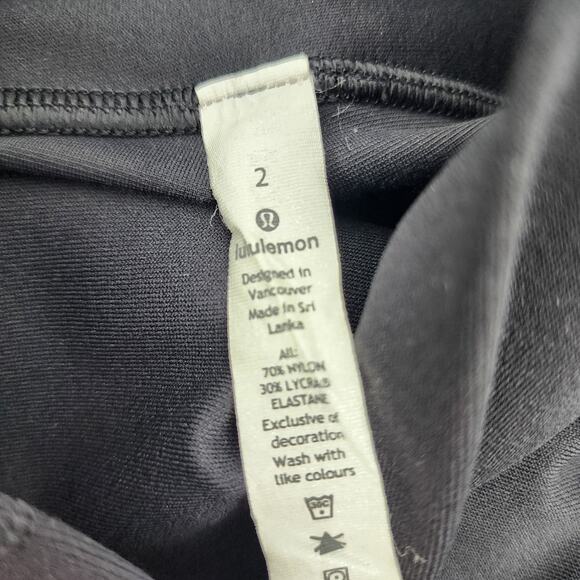 2
lululemon
Designed in
Vancouver
Made in Sri
Lanka
All:
70% NYLON
30% LYCRA®
ELASTANE
Exclusive of
decoration
Wash with
like colours
30C